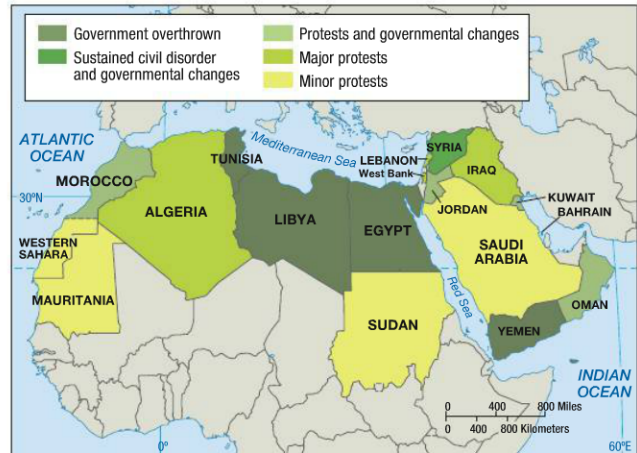 Government overthrown
Sustained civil disorder
and governmental changes
Protests and governmental changes
Major protests
Minor protests
ATLANTIC
OCEAN
Mediterranean Sea
TUNISIA
SYRIA
LEBANON
West Bank
IRAQ
MOROCCO
30°N
JORDAN
KUWAIT
BAHRAIN
ALGERIA
LIBYA
EGYPT
WESTERN
SAHARA
SAUDI
ARABIA
MAURITANIA
Red Sea
OMAN
SUDAN
YEMEN
INDIAN
OCEAN
0 400 800 Miles
0 400 800 Kilometers
0°
60°E